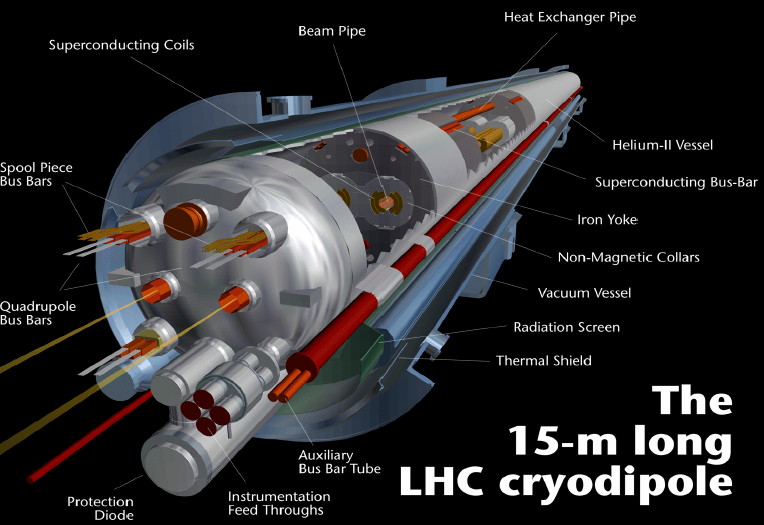 Heat Exchanger Pipe
Beam Pipe
Superconducting Coils
Helium-II Vessel
Spool Piece
Bus Bars
Superconducting Bus-Bar
Iron Yoke
Non-Magnetic Collars
Vacuum Vessel
Quadrupole
Bus Bars
Radiation Screen
Thermal Shield
The
15-m long
LHC cryodipole
Auxiliary
Bus Bar Tube
Instrumentation
Feed Throughs
Protection
Diode